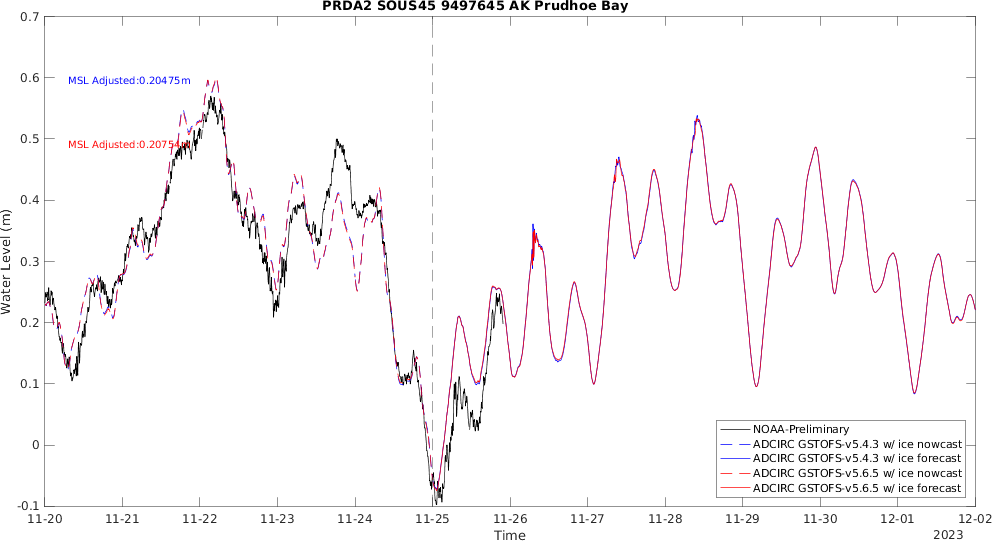 PRDA2 SOUS45 9497645 AK Prudhoe Bay
0.7
0.6
0.5
0.4
0.3
0.2
0.1
0
-0.1
Water Level (m)
MSL Adjusted:0.20475m
MSL Adjusted:0.20754m
NOAA-Preliminary
ADCIRC GSTOFS-v5.4.3 w/ ice nowcast
ADCIRC GSTOFS-v5.4.3 w/ ice forecast
ADCIRC GSTOFS-v5.6.5 w/ ice nowcast
ADCIRC GSTOFS-v5.6.5 w/ ice forecast
11-20 11-21 11-22 11-23 11-24 11-25 11-26 11-27 11-28 11-29 11-30 12-01 12-02
Time
2023